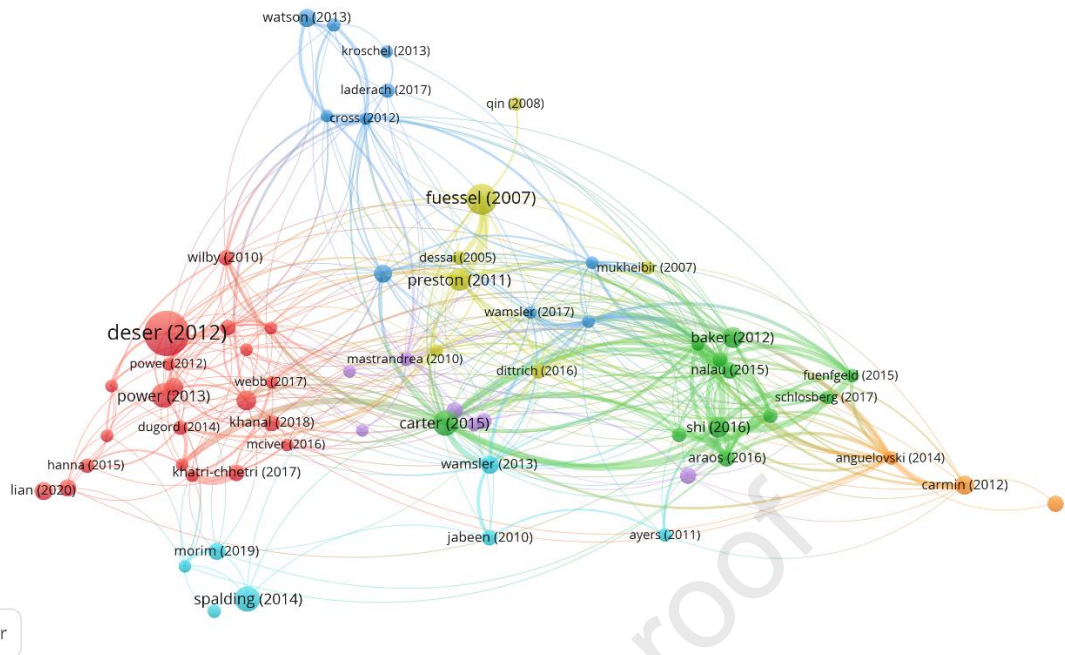 watson (2013)
kroschel (2013)
laderach (2017)
qin (2008)
cross (2012)
fuessel (2007)
wilby (2010)
dessai (2005)
mukheibir (2007)
preston (2011)
wamsler (2017)
deser (2012)
baker (2012)
mastrandrea (2010)
power (2012)
dittrich (2016)
nalau (2015)
fuenfgeld (2015)
webb (2017)
power (2013)
schlosberg (2017)
khanal (2018)
carter (2015)
dugord (2014)
shi (2016)
mciver (2016)
araos (2016)
anguelovski (2014)
hanna (2015)
wamsler (2013)
khatri-chhetri (2017)
carmin (2012)
lian (2020)
ayers (2011)
jabeen (2010)
morim (2019)
spalding (2014)
r
roof